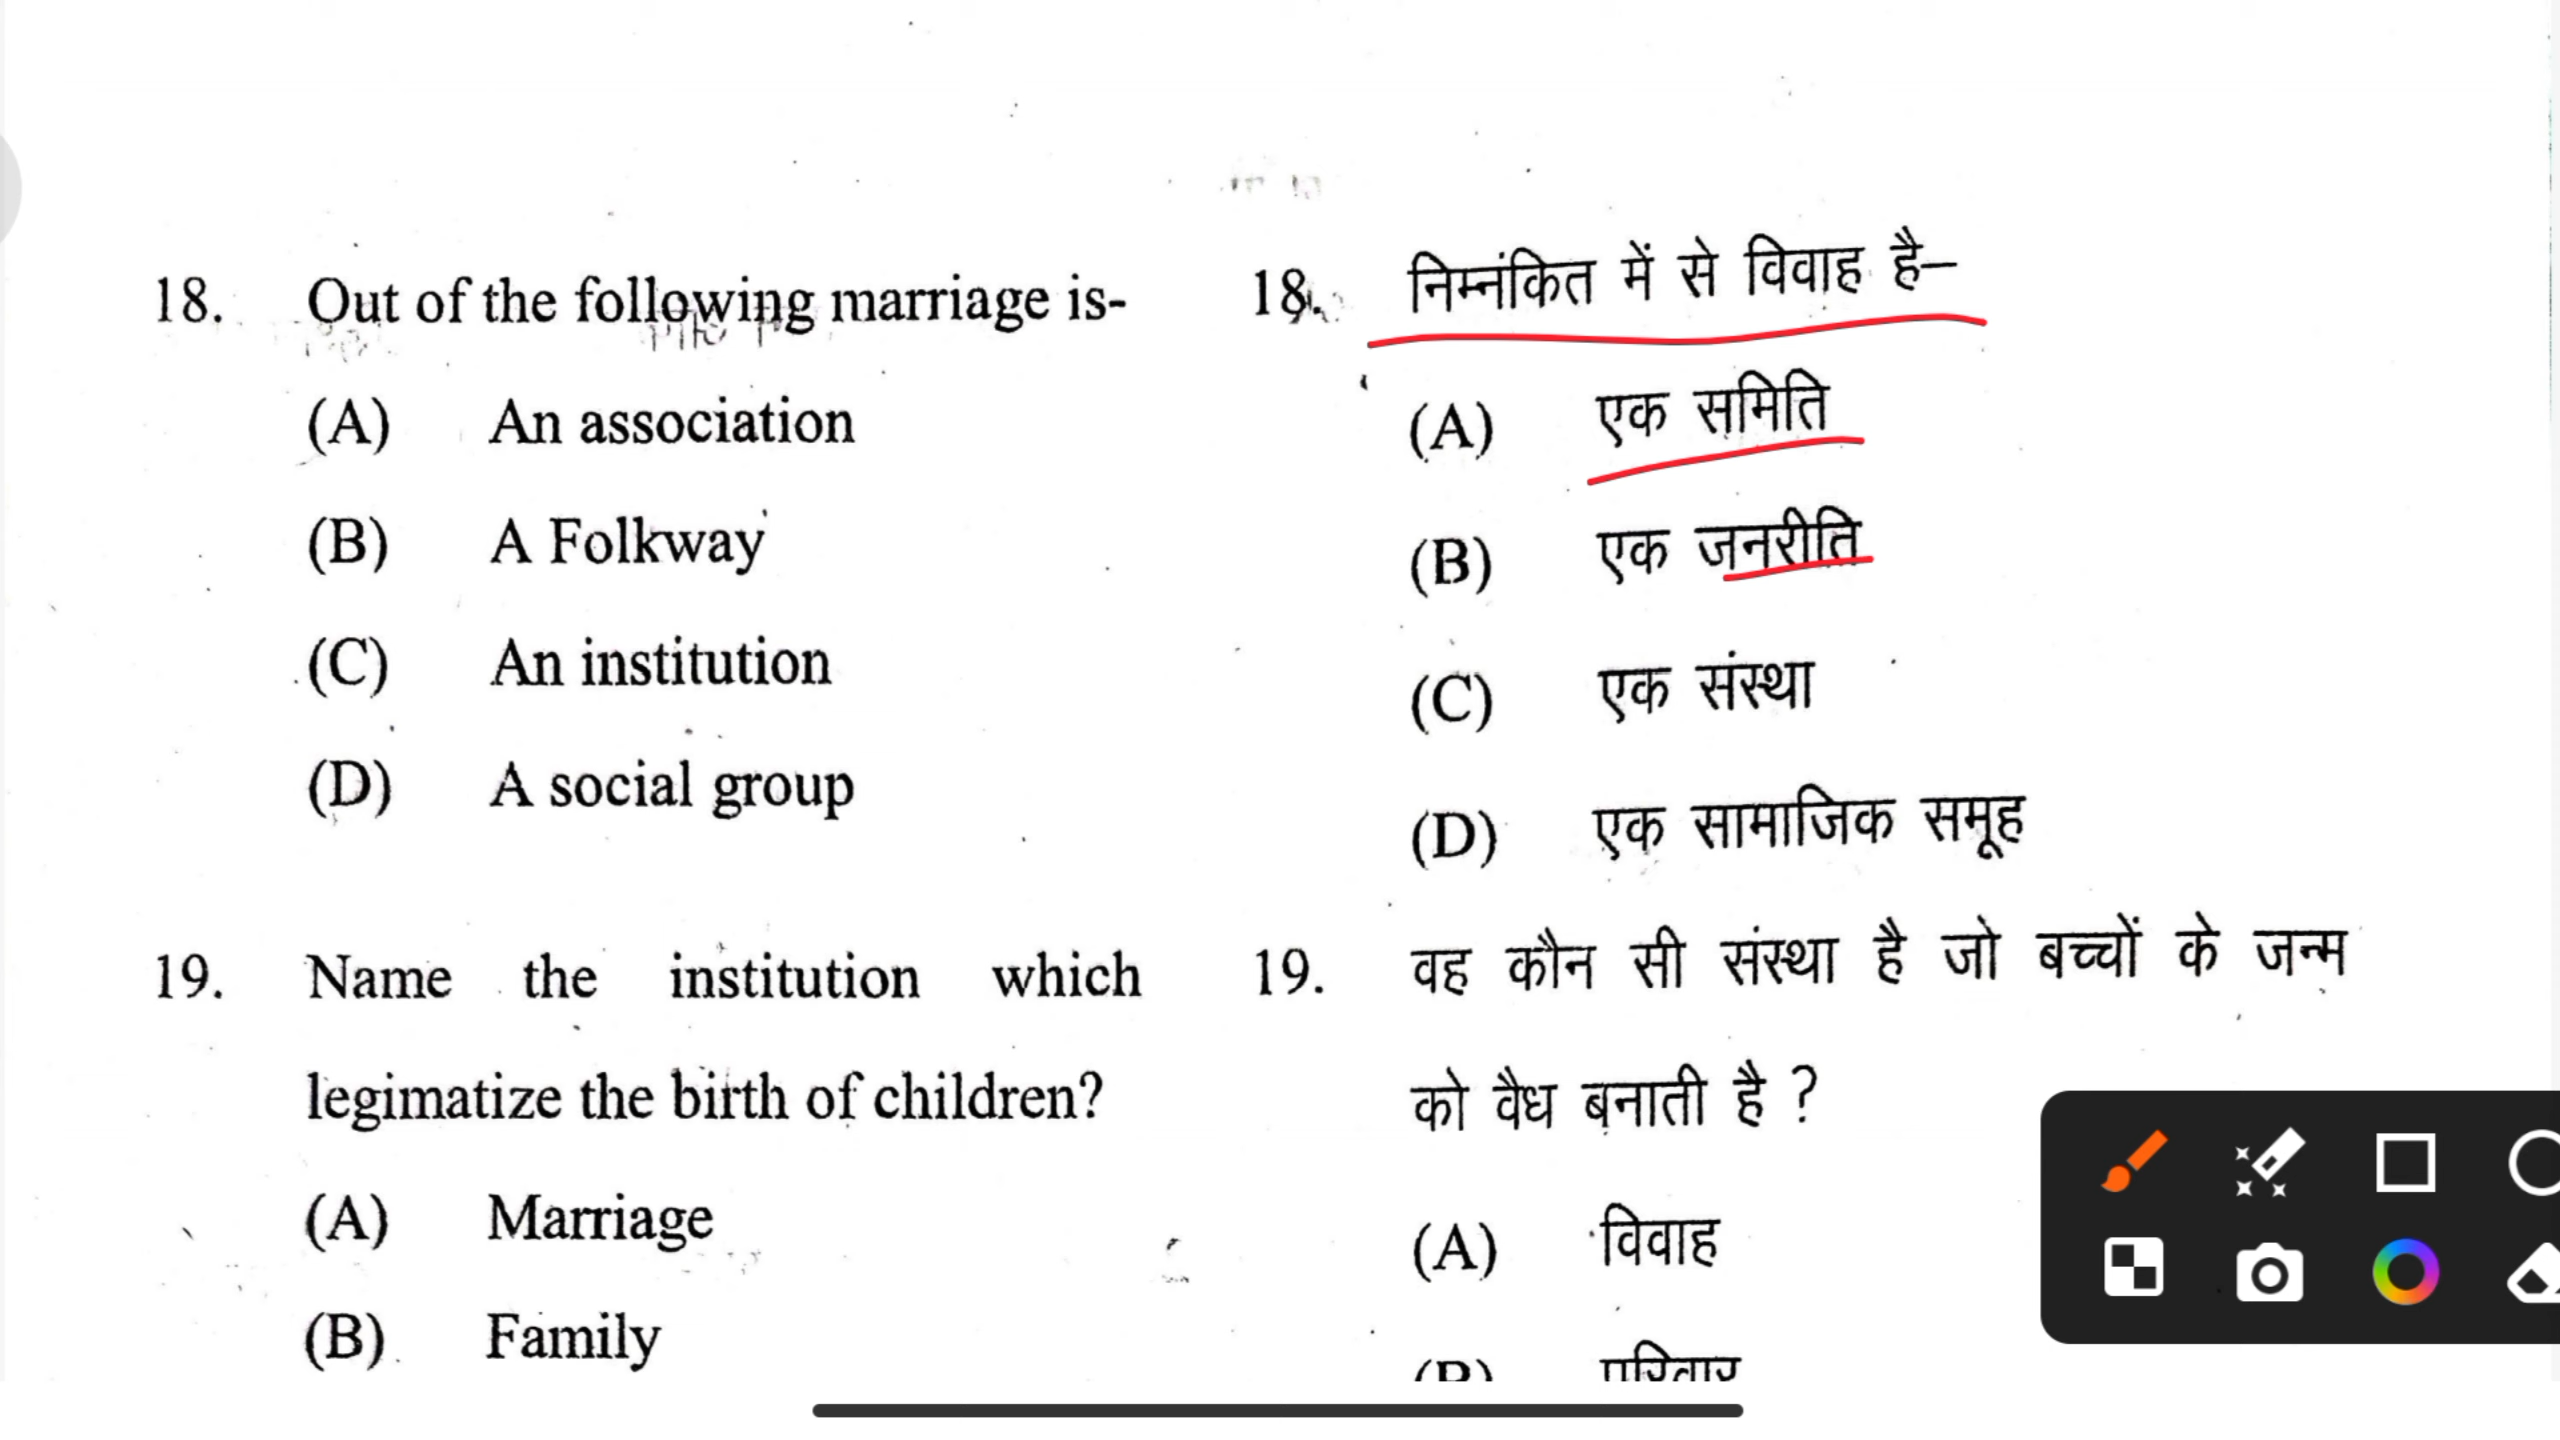 18. Out of the following marriage is-
(A) An association
(B) A Folkway
(C) An institution
(D) A social group
19. Name the institution which
legimatize the birth of children?
(A) Marriage
(B) Family
18. निम्नंकित में से विवाह है–
(A) एक समिति
(B) एक जनरीति
(C) एक संस्था
(D) एक सामाजिक समूह
19. वह कौन सी संस्था है जो बच्चों के जन्म
को वैध बनाती है ?
(A) विवाह
(B) परिवार